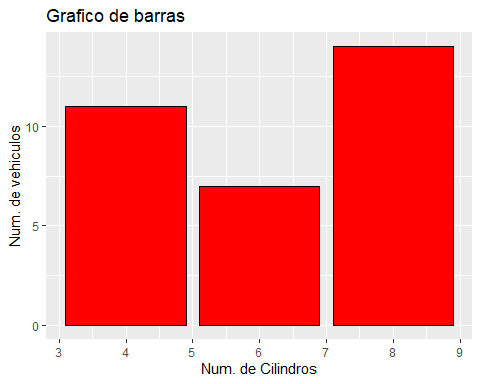 Grafico de barras
Num. de vehiculos
10
5
0
3 4 5 6 7 8 9
Num. de Cilindros